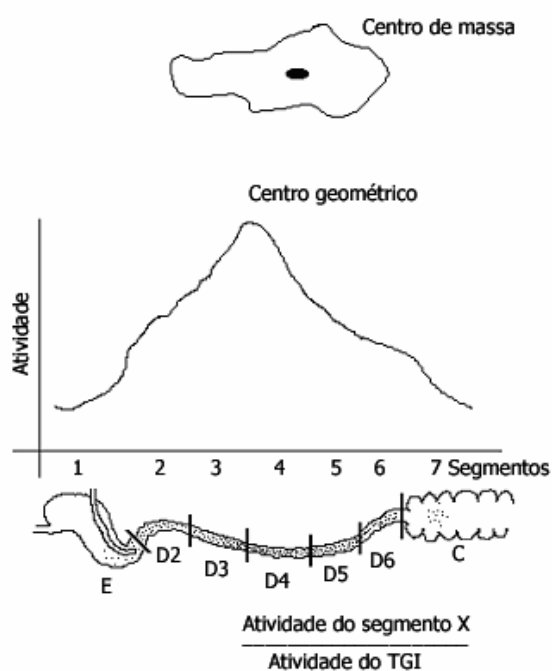 Centro de massa
Centro geométrico
Atividade
1 2 3 4 5 6 7 Segmentos
E D2 D3 D4 D5 D6 C
Atividade do segmento X
Atividade do TGI